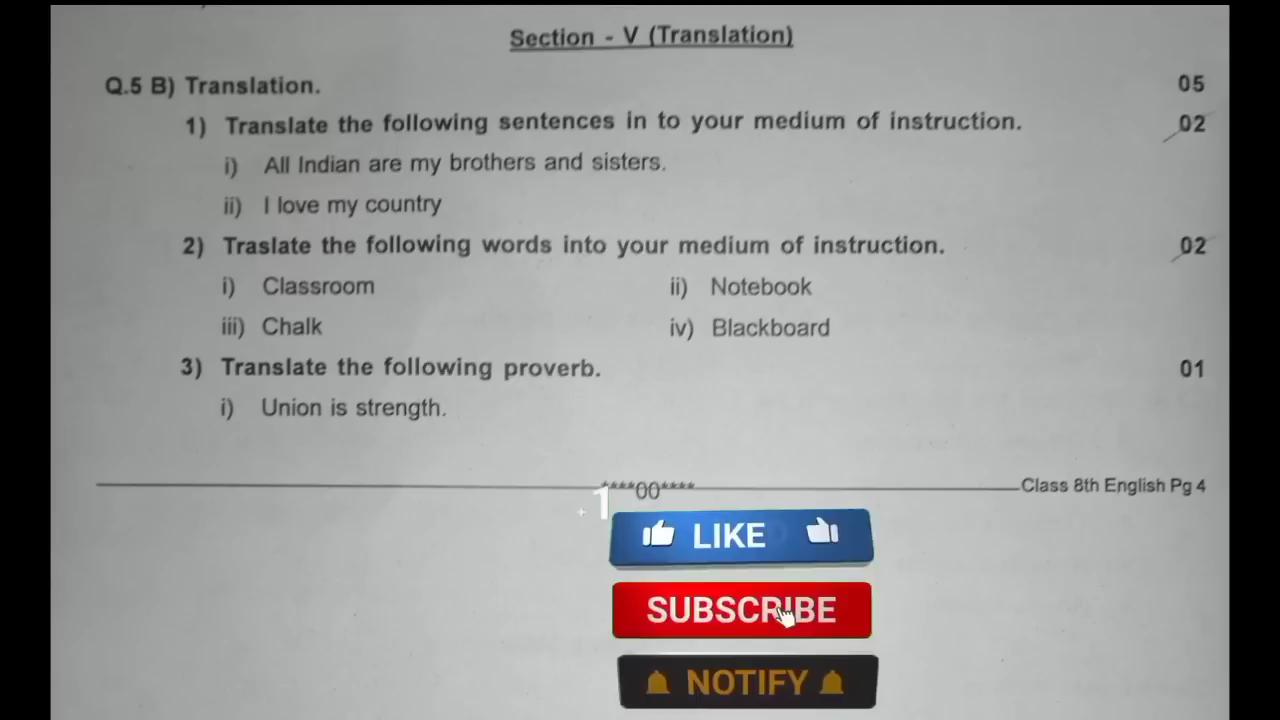 Section - V (Translation)
Q.5 B) Translation. 05
1) Translate the following sentences in to your medium of instruction. 02
i) All Indian are my brothers and sisters.
ii) I love my country
2) Traslate the following words into your medium of instruction. 02
i) Classroom ii) Notebook
iii) Chalk iv) Blackboard
3) Translate the following proverb. 01
i) Union is strength.
****00**** Class 8th English Pg 4
+1
LIKE
SUBSCRIBE
NOTIFY